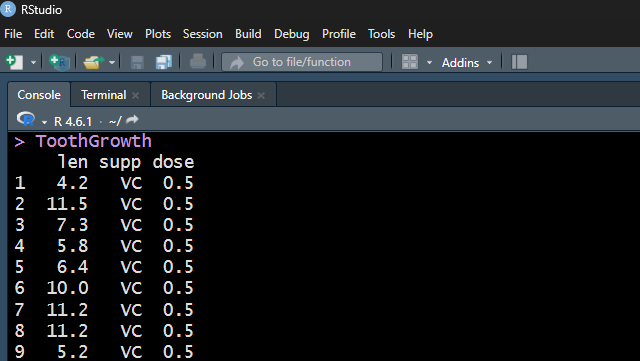 RStudio
File Edit Code View Plots Session Build Debug Profile Tools Help
Go to file/function Addins
Console Terminal Background Jobs
R 4.6.1 · ~/
> ToothGrowth
len supp dose
1 4.2 VC 0.5
2 11.5 VC 0.5
3 7.3 VC 0.5
4 5.8 VC 0.5
5 6.4 VC 0.5
6 10.0 VC 0.5
7 11.2 VC 0.5
8 11.2 VC 0.5
9 5.2 VC 0.5